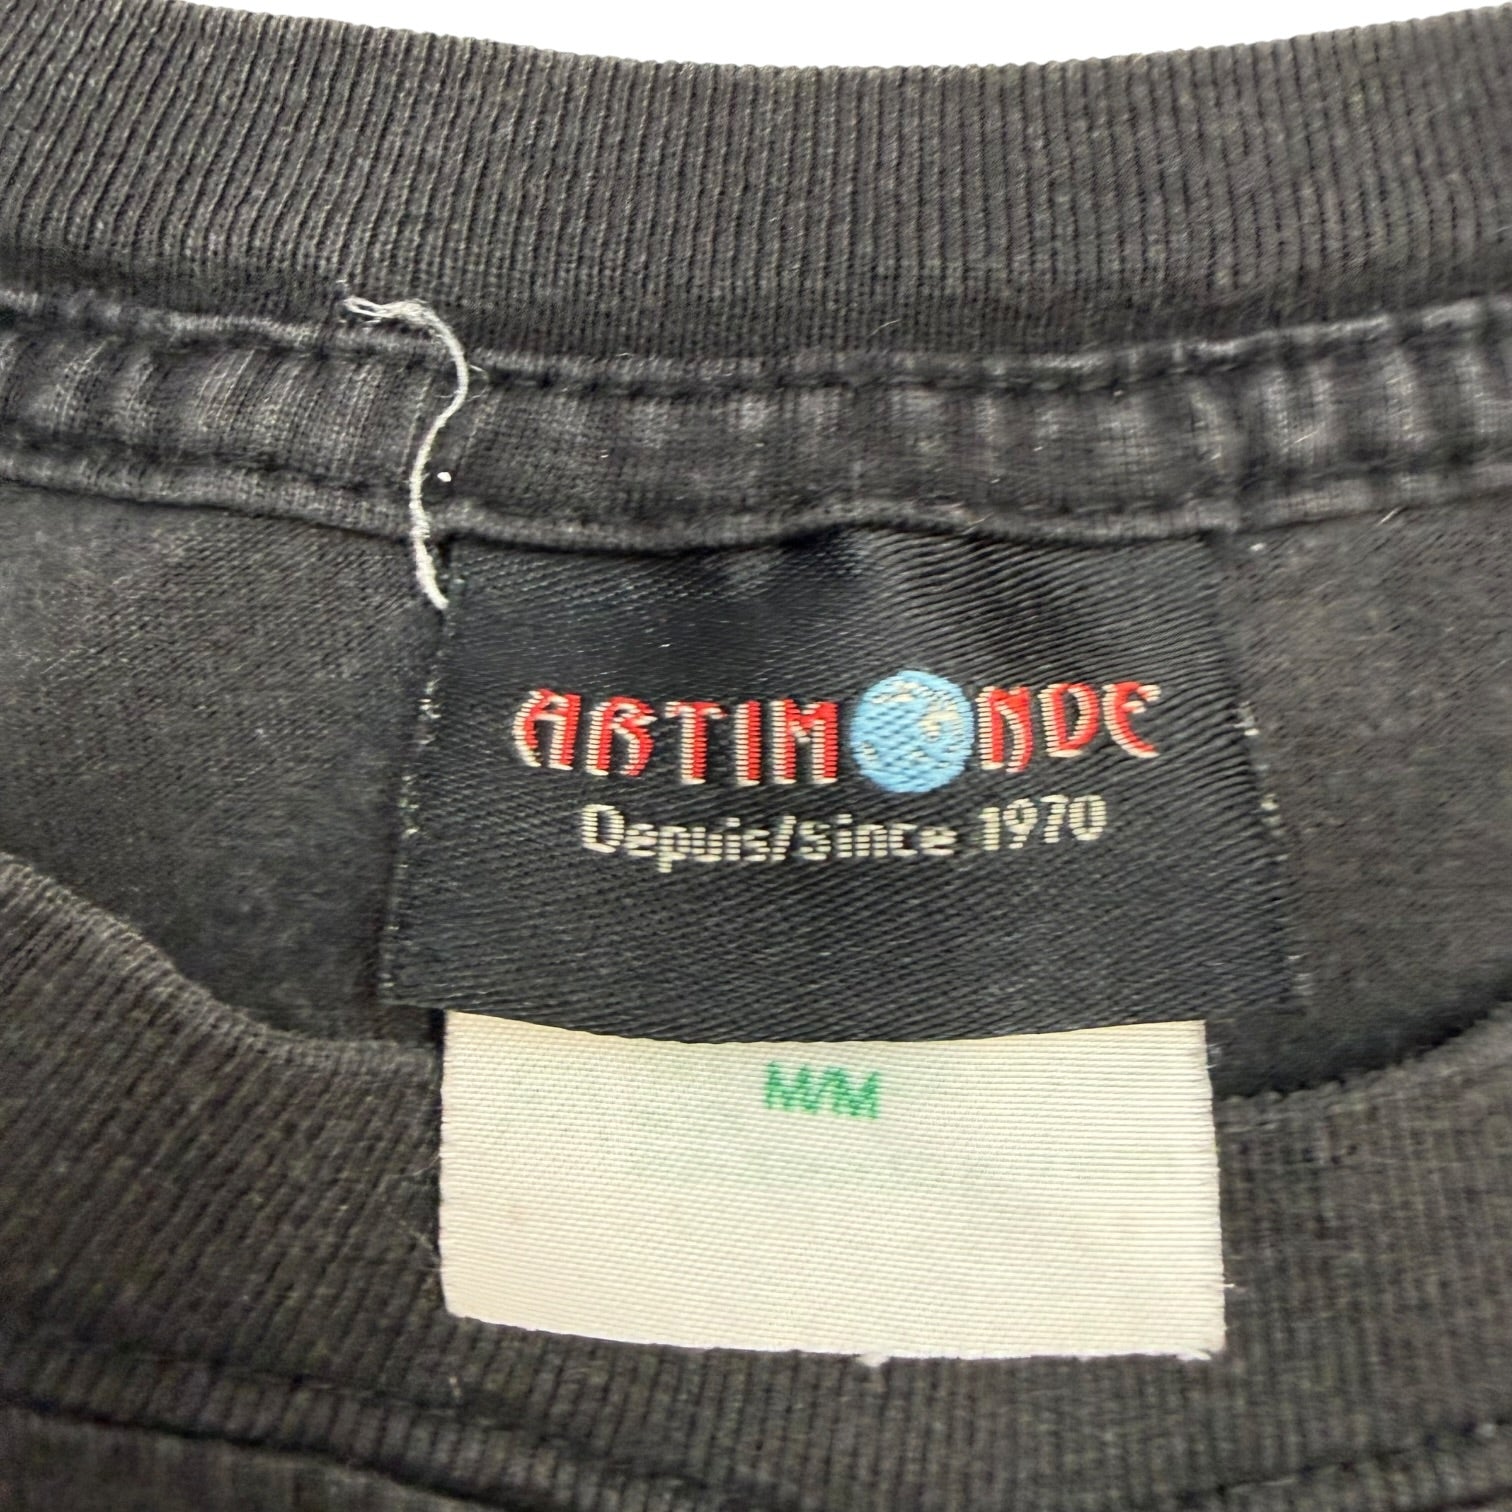 ARTIMONDE
Depuis/since 1970
M/M